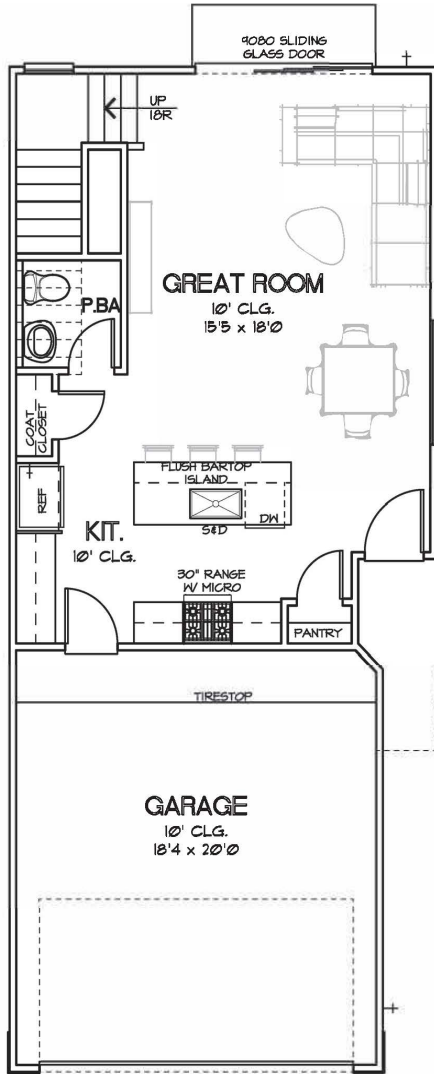 9080 SLIDING
GLASS DOOR
UP
18R
P.BA
GREAT ROOM
10' CLG.
15'5 x 18'0
COAT
CLOSET
REF
FLUSH BARTOP
ISLAND
DW
S&D
KIT.
10' CLG.
30" RANGE
W/ MICRO
PANTRY
TIRESTOP
GARAGE
10' CLG.
18'4 x 20'0